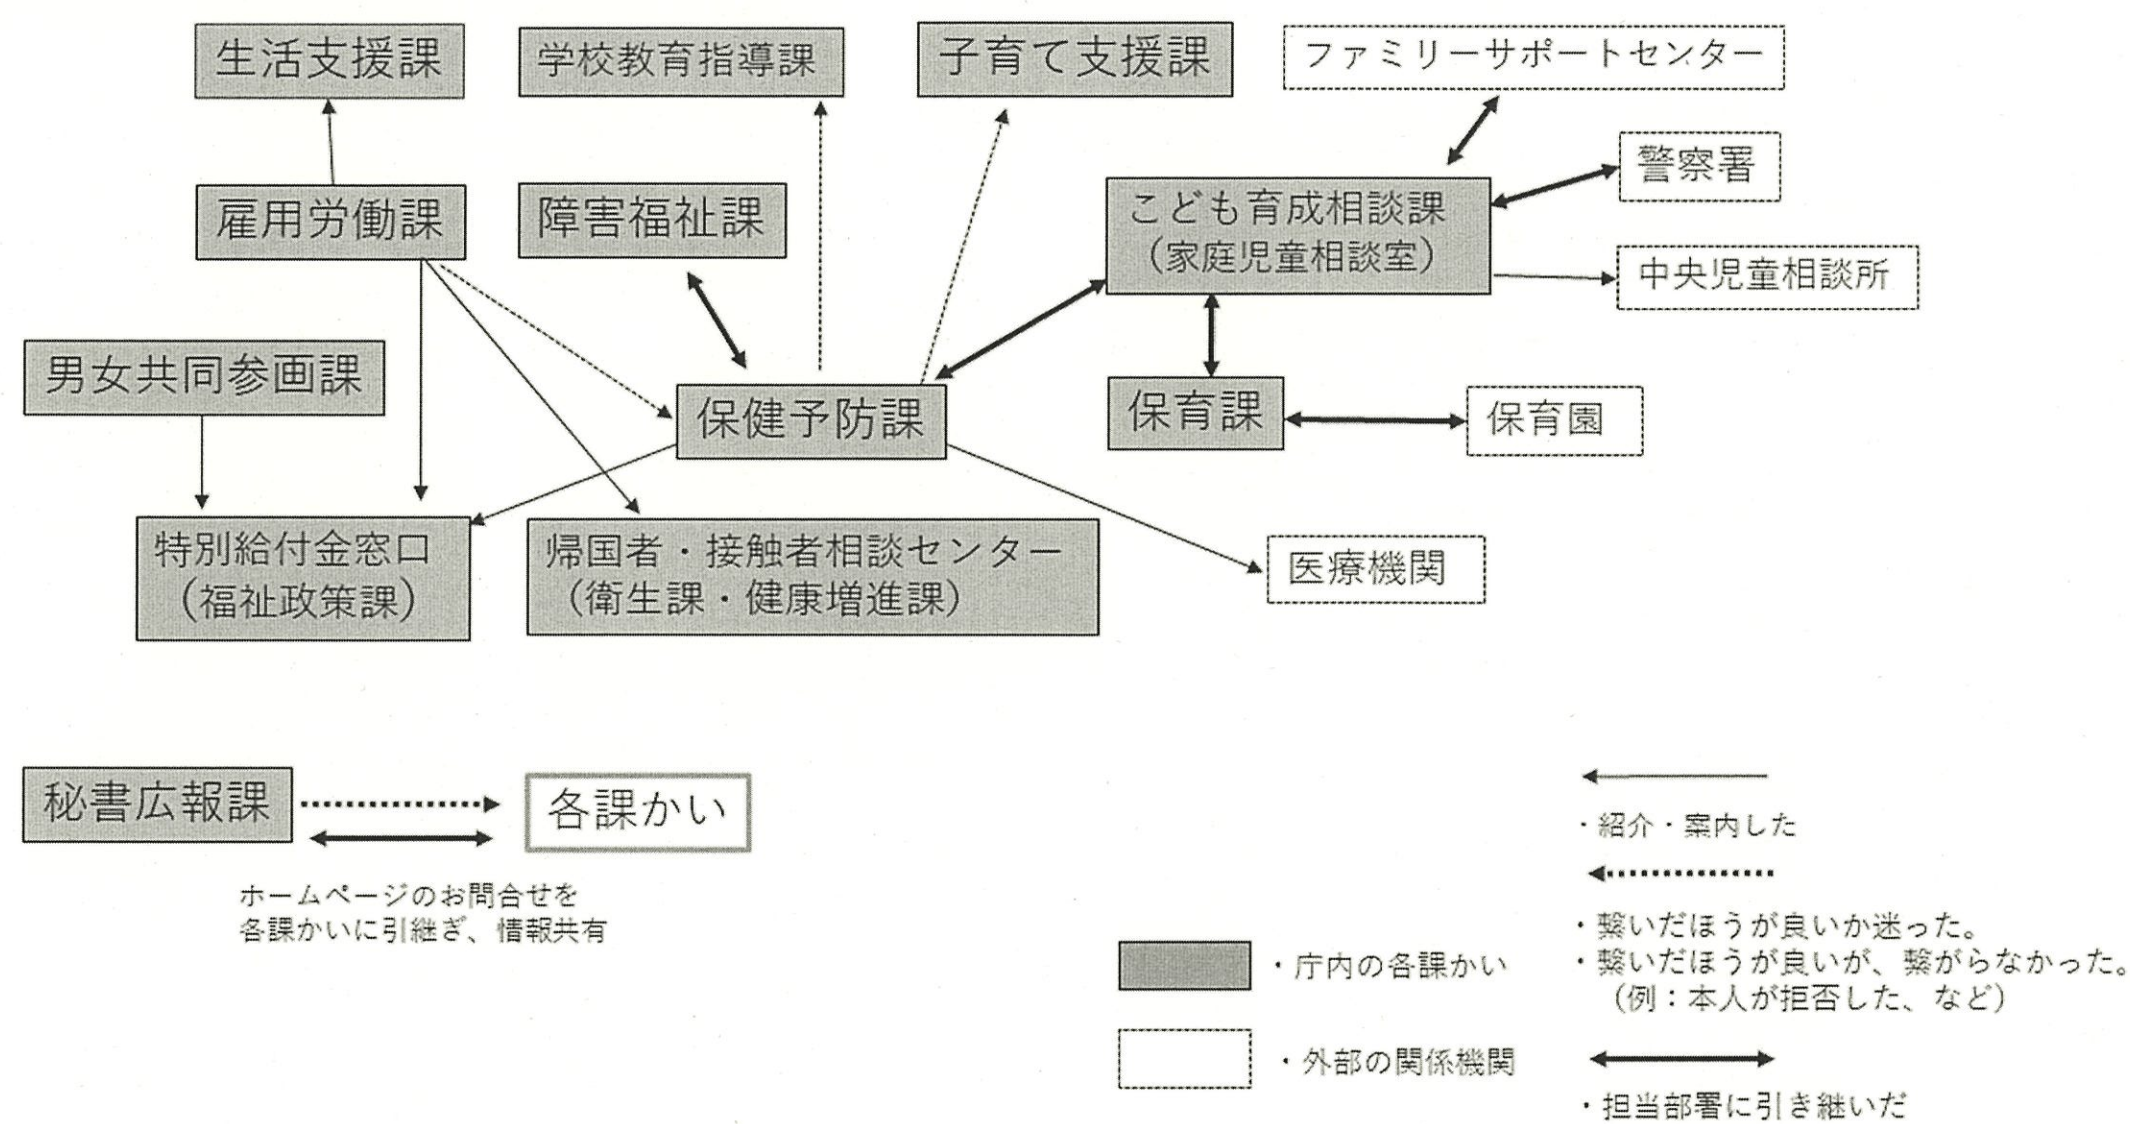 生活支援課
学校教育指導課
子育て支援課
ファミリーサポートセンター
警察署
雇用労働課
障害福祉課
こども育成相談課
（家庭児童相談室）
中央児童相談所
男女共同参画課
保健予防課
保育課
保育園
特別給付金窓口
（福祉政策課）
帰国者・接触者相談センター
（衛生課・健康増進課）
医療機関
秘書広報課
各課かい
ホームページのお問合せを
各課かいに引継ぎ、情報共有
・庁内の各課かい
・外部の関係機関
・紹介・案内した
・繋いだほうが良いか迷った。
・繋いだほうが良いが、繋がらなかった。
（例：本人が拒否した、など）
・担当部署に引き継いだ